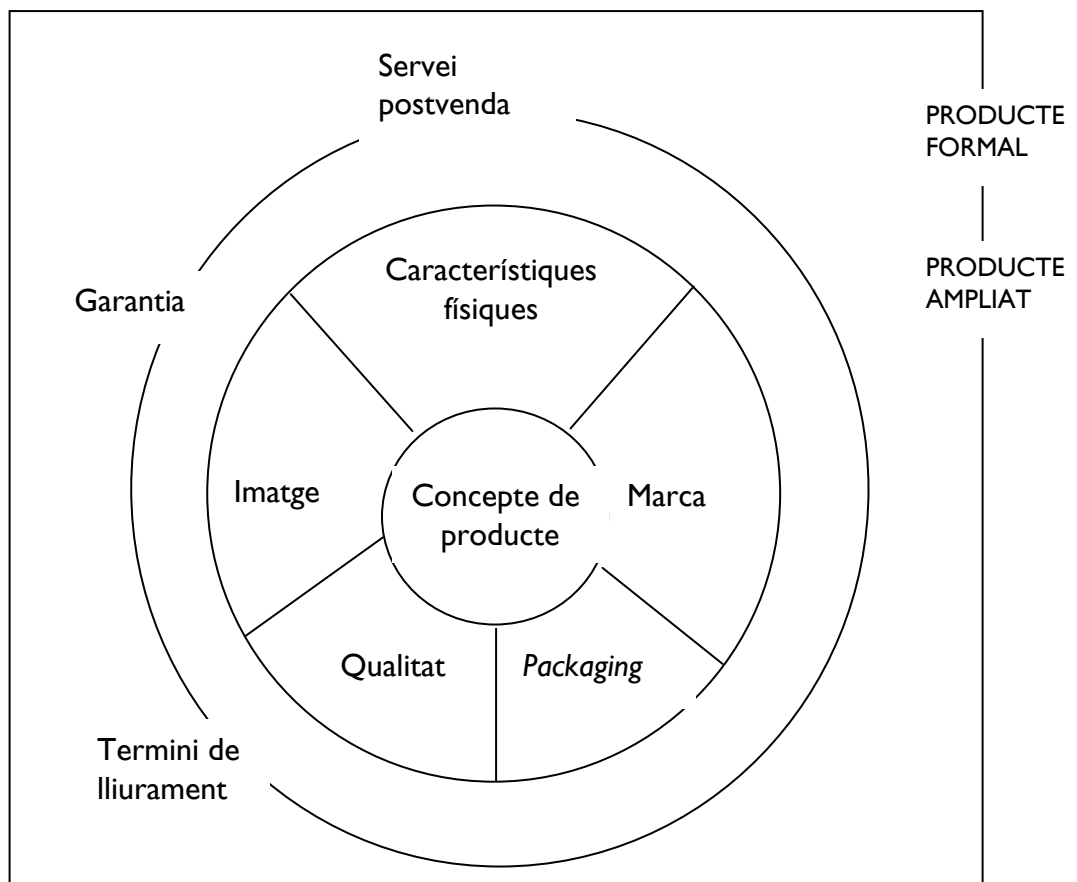 Servei
postvenda
PRODUCTE
FORMAL
PRODUCTE
AMPLIAT
Garantia
Característiques
físiques
Imatge
Concepte de
producte
Marca
Qualitat
Packaging
Termini de
lliurament